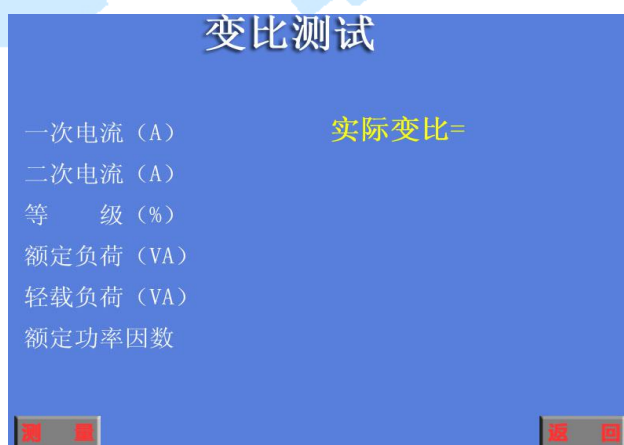 变比测试
一次电流（A） 实际变比=
二次电流（A）
等 级（%）
额定负荷（VA）
轻载负荷（VA）
额定功率因数
测 量 返 回